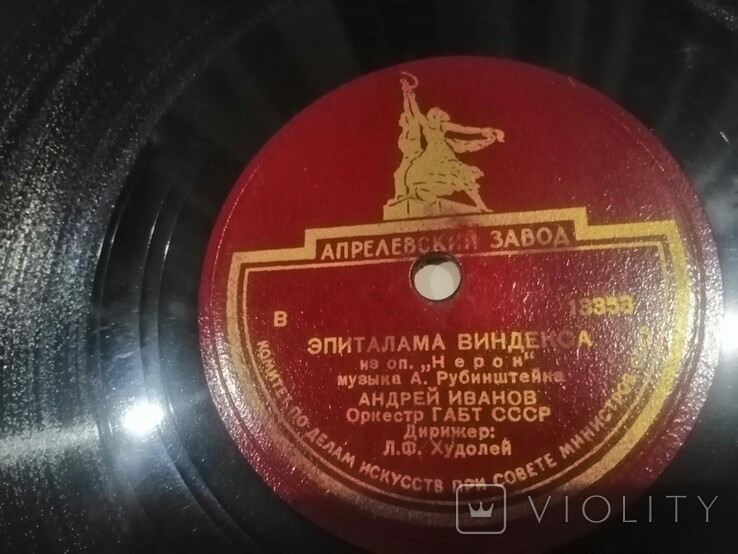 АПРЕЛЕВСКИЙ ЗАВОД
В 13353
ЭПИТАЛАМА ВИНДЕКСА
из оп. „Нерон"
музыка А. Рубинштейна
АНДРЕЙ ИВАНОВ
Оркестр ГАБТ СССР
Дирижер:
Л.Ф. Худолей
КОМИТЕТ ПО ДЕЛАМ ИСКУССТВ ПРИ СОВЕТЕ МИНИСТРОВ
VIOLITY